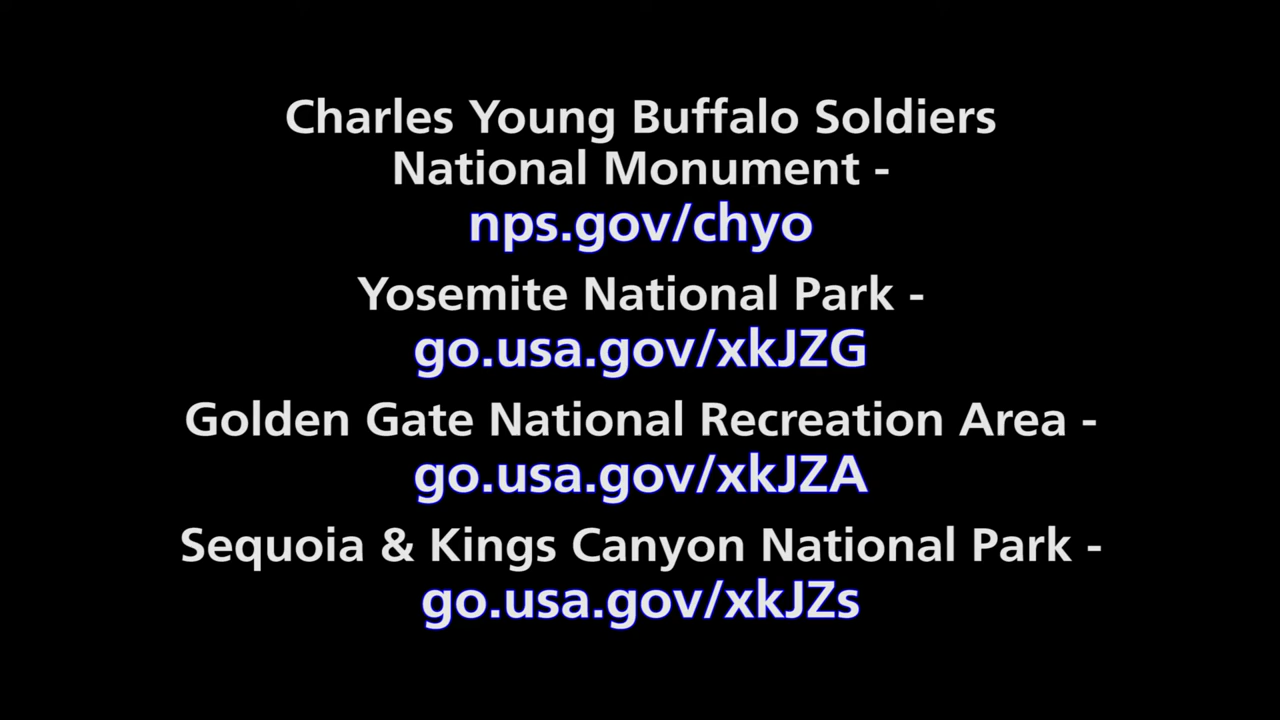 Charles Young Buffalo Soldiers
National Monument -
nps.gov/chyo
Yosemite National Park -
go.usa.gov/xkJZG
Golden Gate National Recreation Area -
go.usa.gov/xkJZA
Sequoia & Kings Canyon National Park -
go.usa.gov/xkJZs